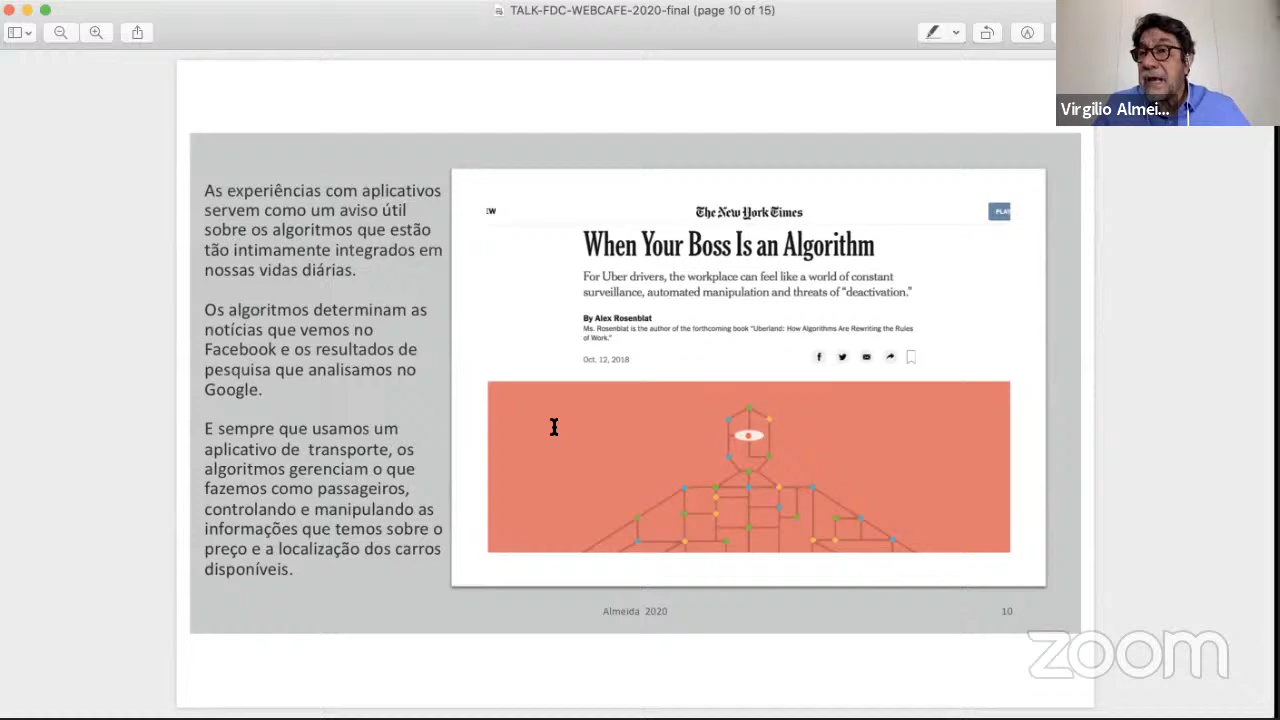 TALK-FDC-WEBCAFE-2020-final (page 10 of 15)
Virgilio Almei...
As experiências com aplicativos
servem como um aviso útil
sobre os algoritmos que estão
tão intimamente integrados em
nossas vidas diárias.
Os algoritmos determinam as
notícias que vemos no
Facebook e os resultados de
pesquisa que analisamos no
Google.
E sempre que usamos um
aplicativo de transporte, os
algoritmos gerenciam o que
fazemos como passageiros,
controlando e manipulando as
informações que temos sobre o
preço e a localização dos carros
disponíveis.
The New York Times
When Your Boss Is an Algorithm
For Uber drivers, the workplace can feel like a world of constant
surveillance, automated manipulation and threats of “deactivation.”
By Alex Rosenblat
Ms. Rosenblat is the author of the forthcoming book “Uberland: How Algorithms Are Rewriting the Rules
of Work.”
Oct. 12, 2018
Almeida 2020
10
zoom